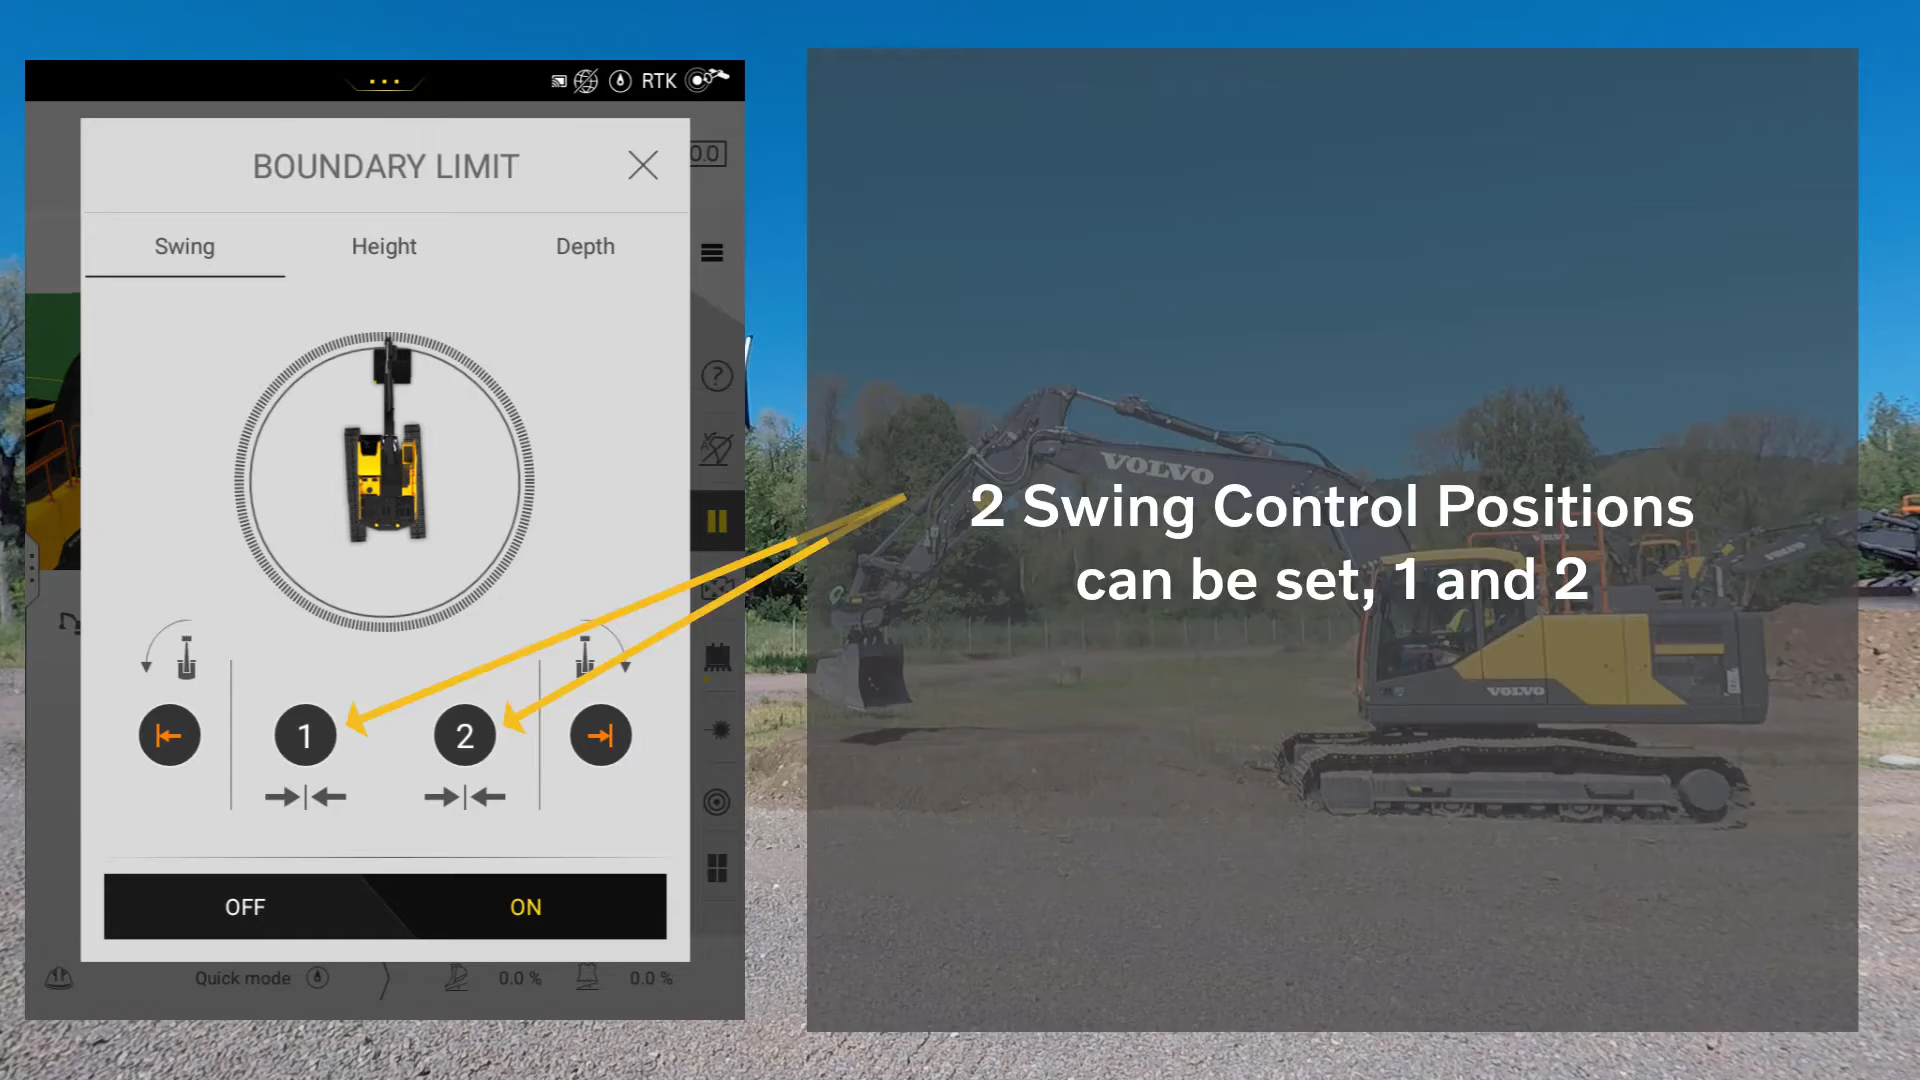 RTK
BOUNDARY LIMIT
0.0
Swing
Height
Depth
1
2
OFF
ON
Quick mode
0.0 %
0.0 %
VOLVO
2 Swing Control Positions
can be set, 1 and 2
VOLVO